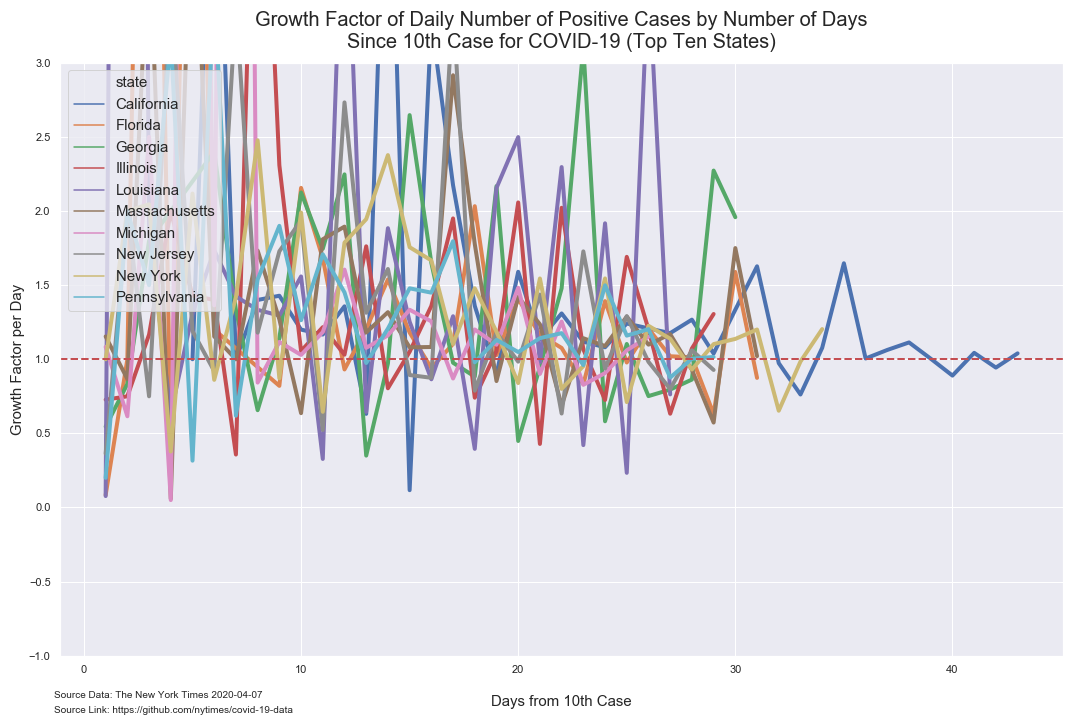 Growth Factor of Daily Number of Positive Cases by Number of Days
Since 10th Case for COVID-19 (Top Ten States)
3.0
2.5
2.0
1.5
1.0
0.5
0.0
−0.5
−1.0
Growth Factor per Day
state
California
Florida
Georgia
Illinois
Louisiana
Massachusetts
Michigan
New Jersey
New York
Pennsylvania
0
10
20
30
40
Days from 10th Case
Source Data: The New York Times 2020-04-07
Source Link: https://github.com/nytimes/covid-19-data